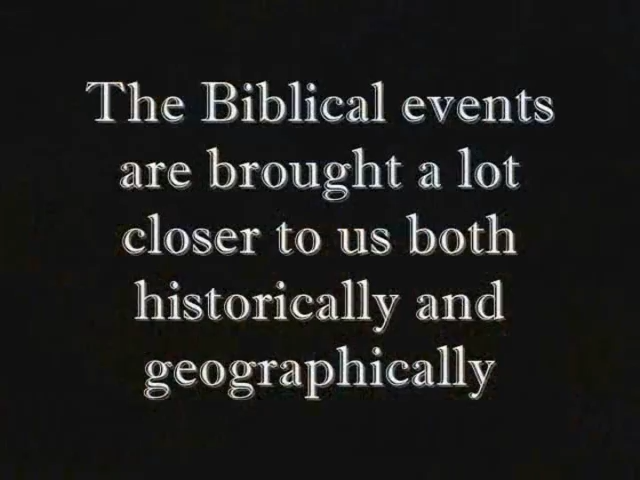 The Biblical events
are brought a lot
closer to us both
historically and
geographically